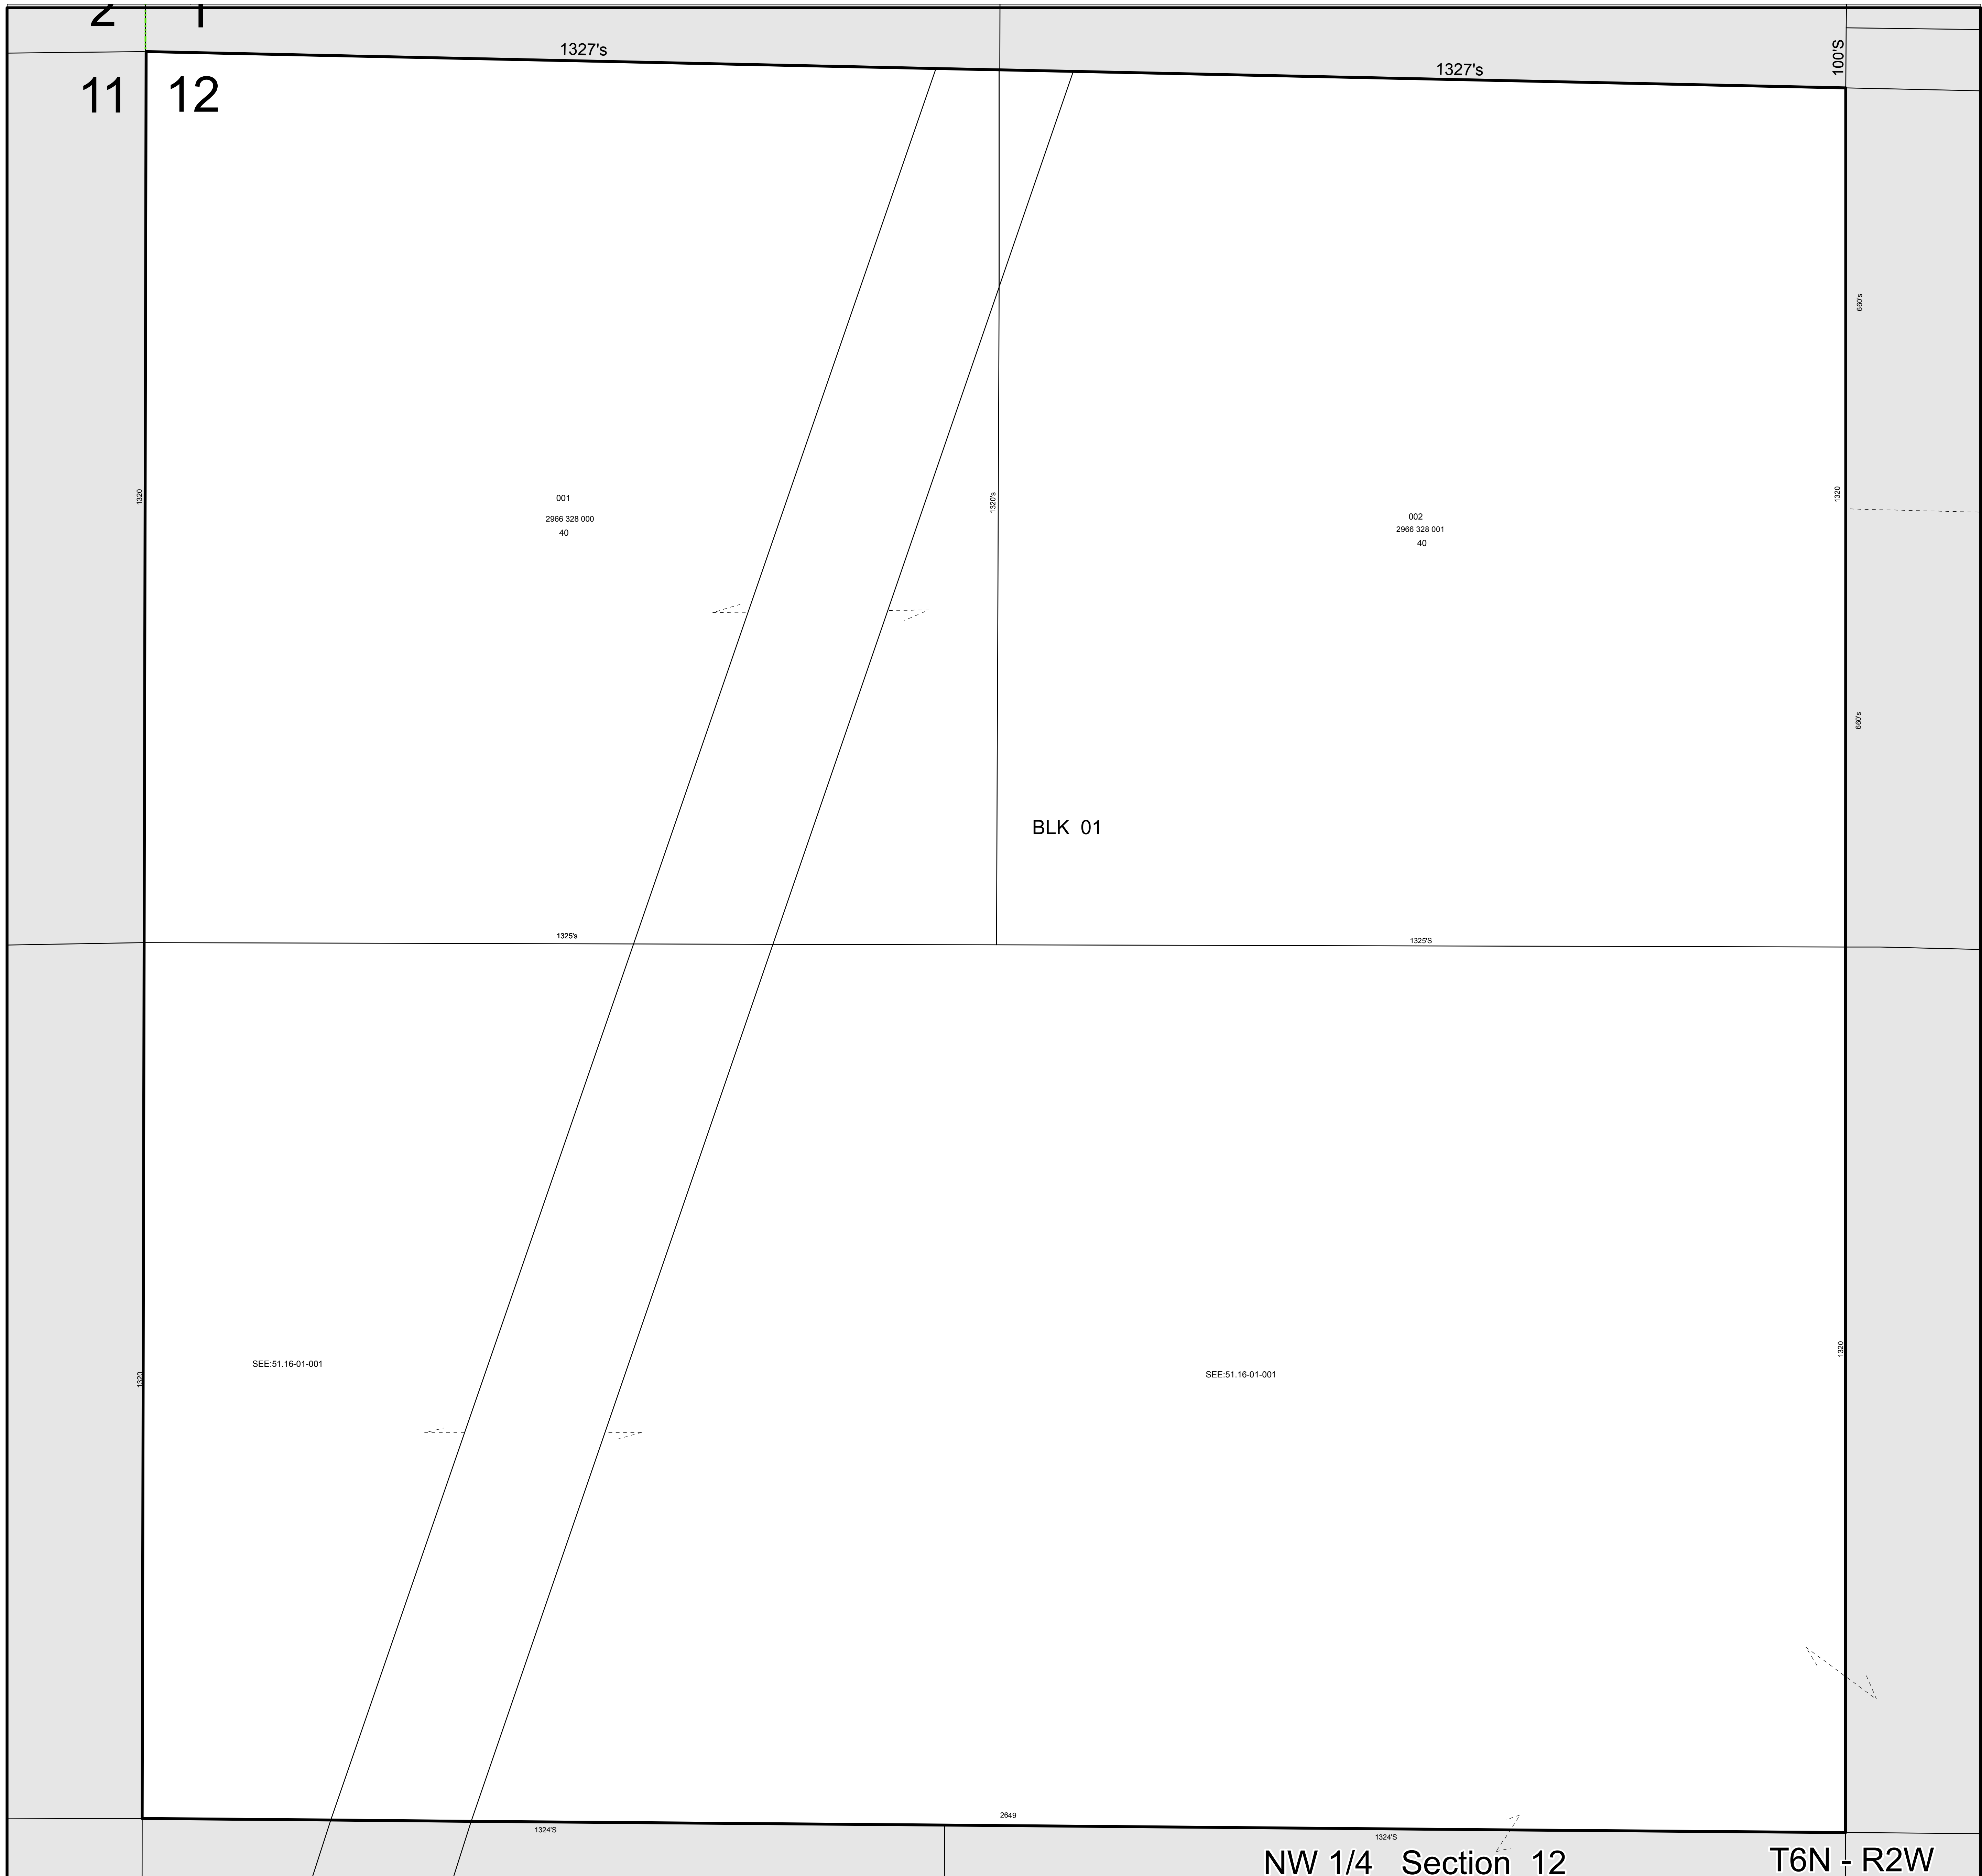 2 1
1327's
1327's
100'S
11 12
660's
1320
001
2966 328 000
40
1320's
002
2966 328 001
40
1320
660's
BLK 01
1325's
1325'S
1320
SEE:51.16-01-001
SEE:51.16-01-001
1320
2649
1324'S
1324'S
NW 1/4 Section 12
T6N - R2W